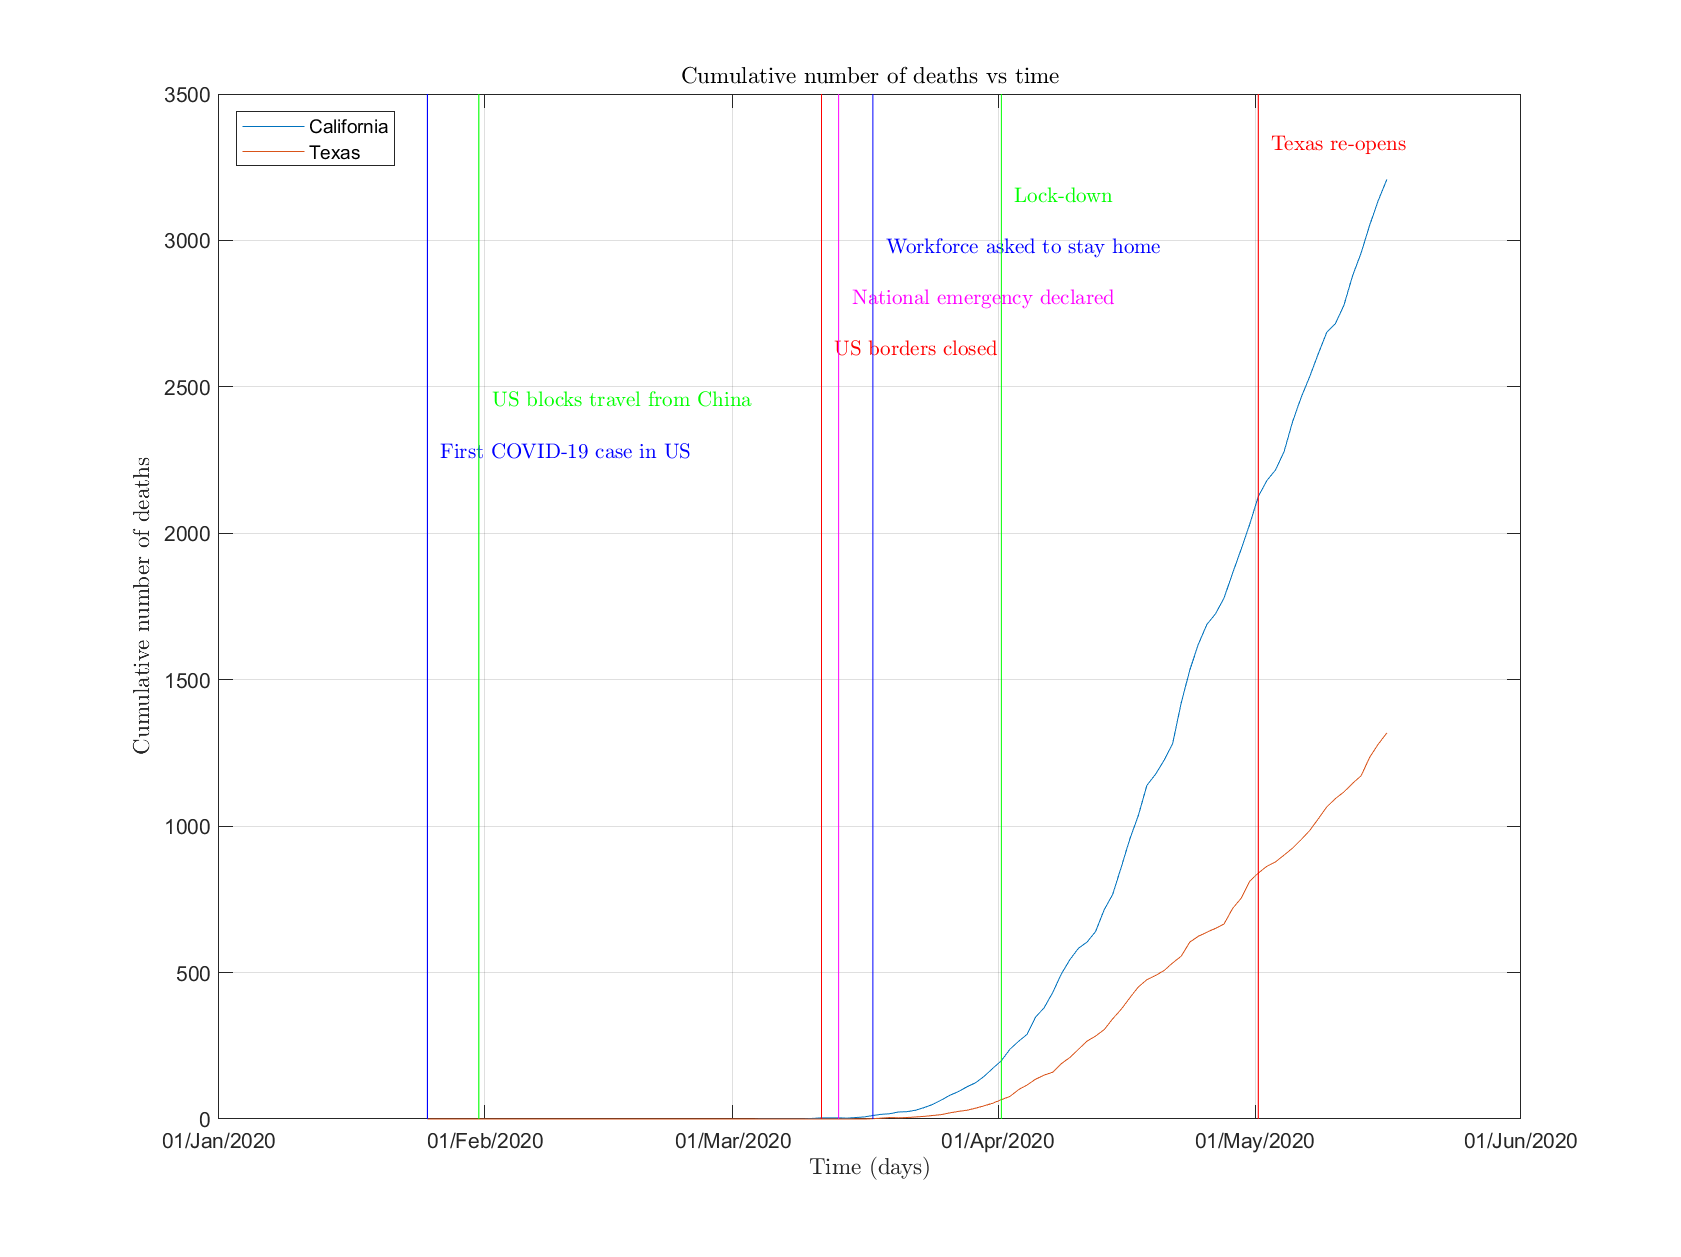 Cumulative number of deaths vs time
3500
3000
2500
2000
1500
1000
500
0
Cumulative number of deaths
California
Texas
Texas re-opens
Lock-down
Workforce asked to stay home
National emergency declared
US borders closed
US blocks travel from China
First COVID-19 case in US
01/Jan/2020
01/Feb/2020
01/Mar/2020
01/Apr/2020
01/May/2020
01/Jun/2020
Time (days)